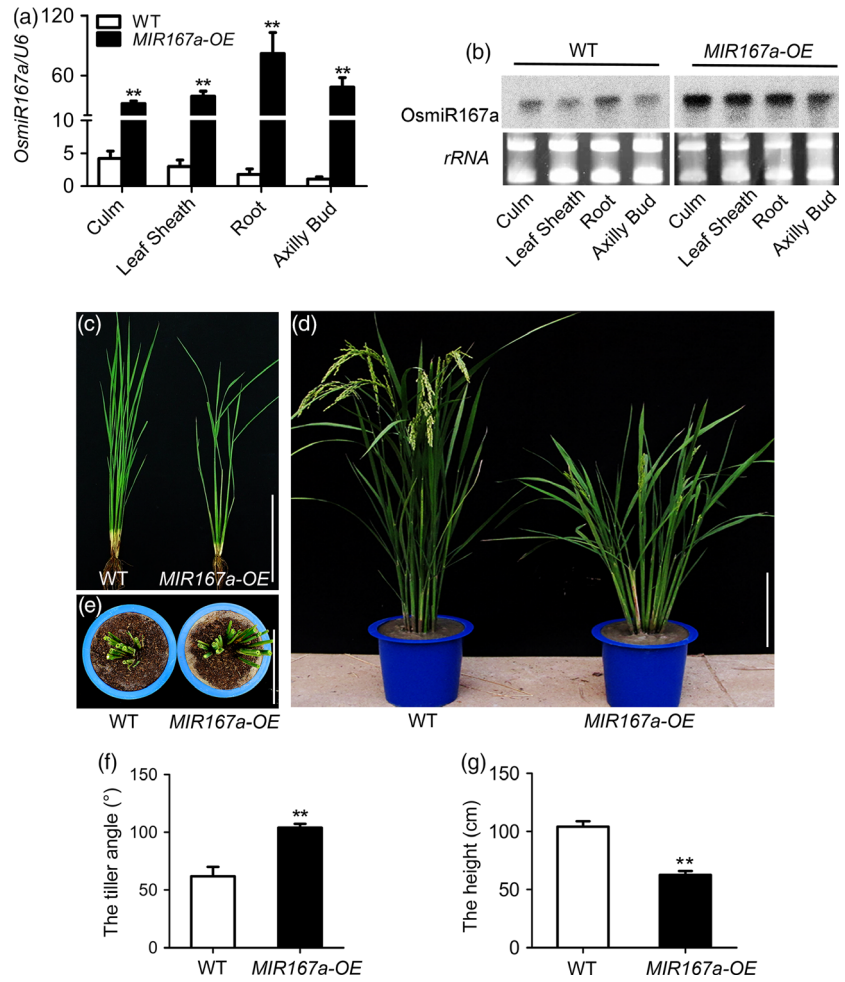 (a)
120
60
10
5
0
OsmiR167a/U6
WT
MIR167a-OE
**
**
**
**
Culm
Leaf Sheath
Root
Axilly Bud
(b)
WT
MIR167a-OE
OsmiR167a
rRNA
Culm
Leaf Sheath
Root
Axilly Bud
Culm
Leaf Sheath
Root
Axilly Bud
(c)
WT
MIR167a-OE
(d)
WT
MIR167a-OE
(e)
WT
MIR167a-OE
(f)
The tiller angle (°)
150
100
50
0
**
WT
MIR167a-OE
(g)
The height (cm)
150
100
50
0
**
WT
MIR167a-OE